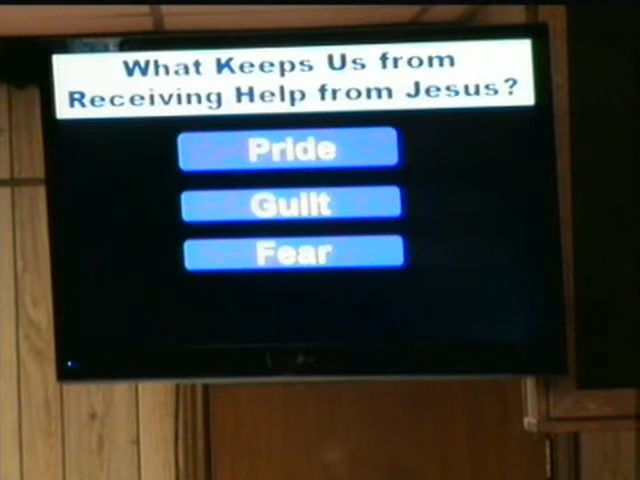 What Keeps Us from
Receiving Help from Jesus?
Pride
Guilt
Fear